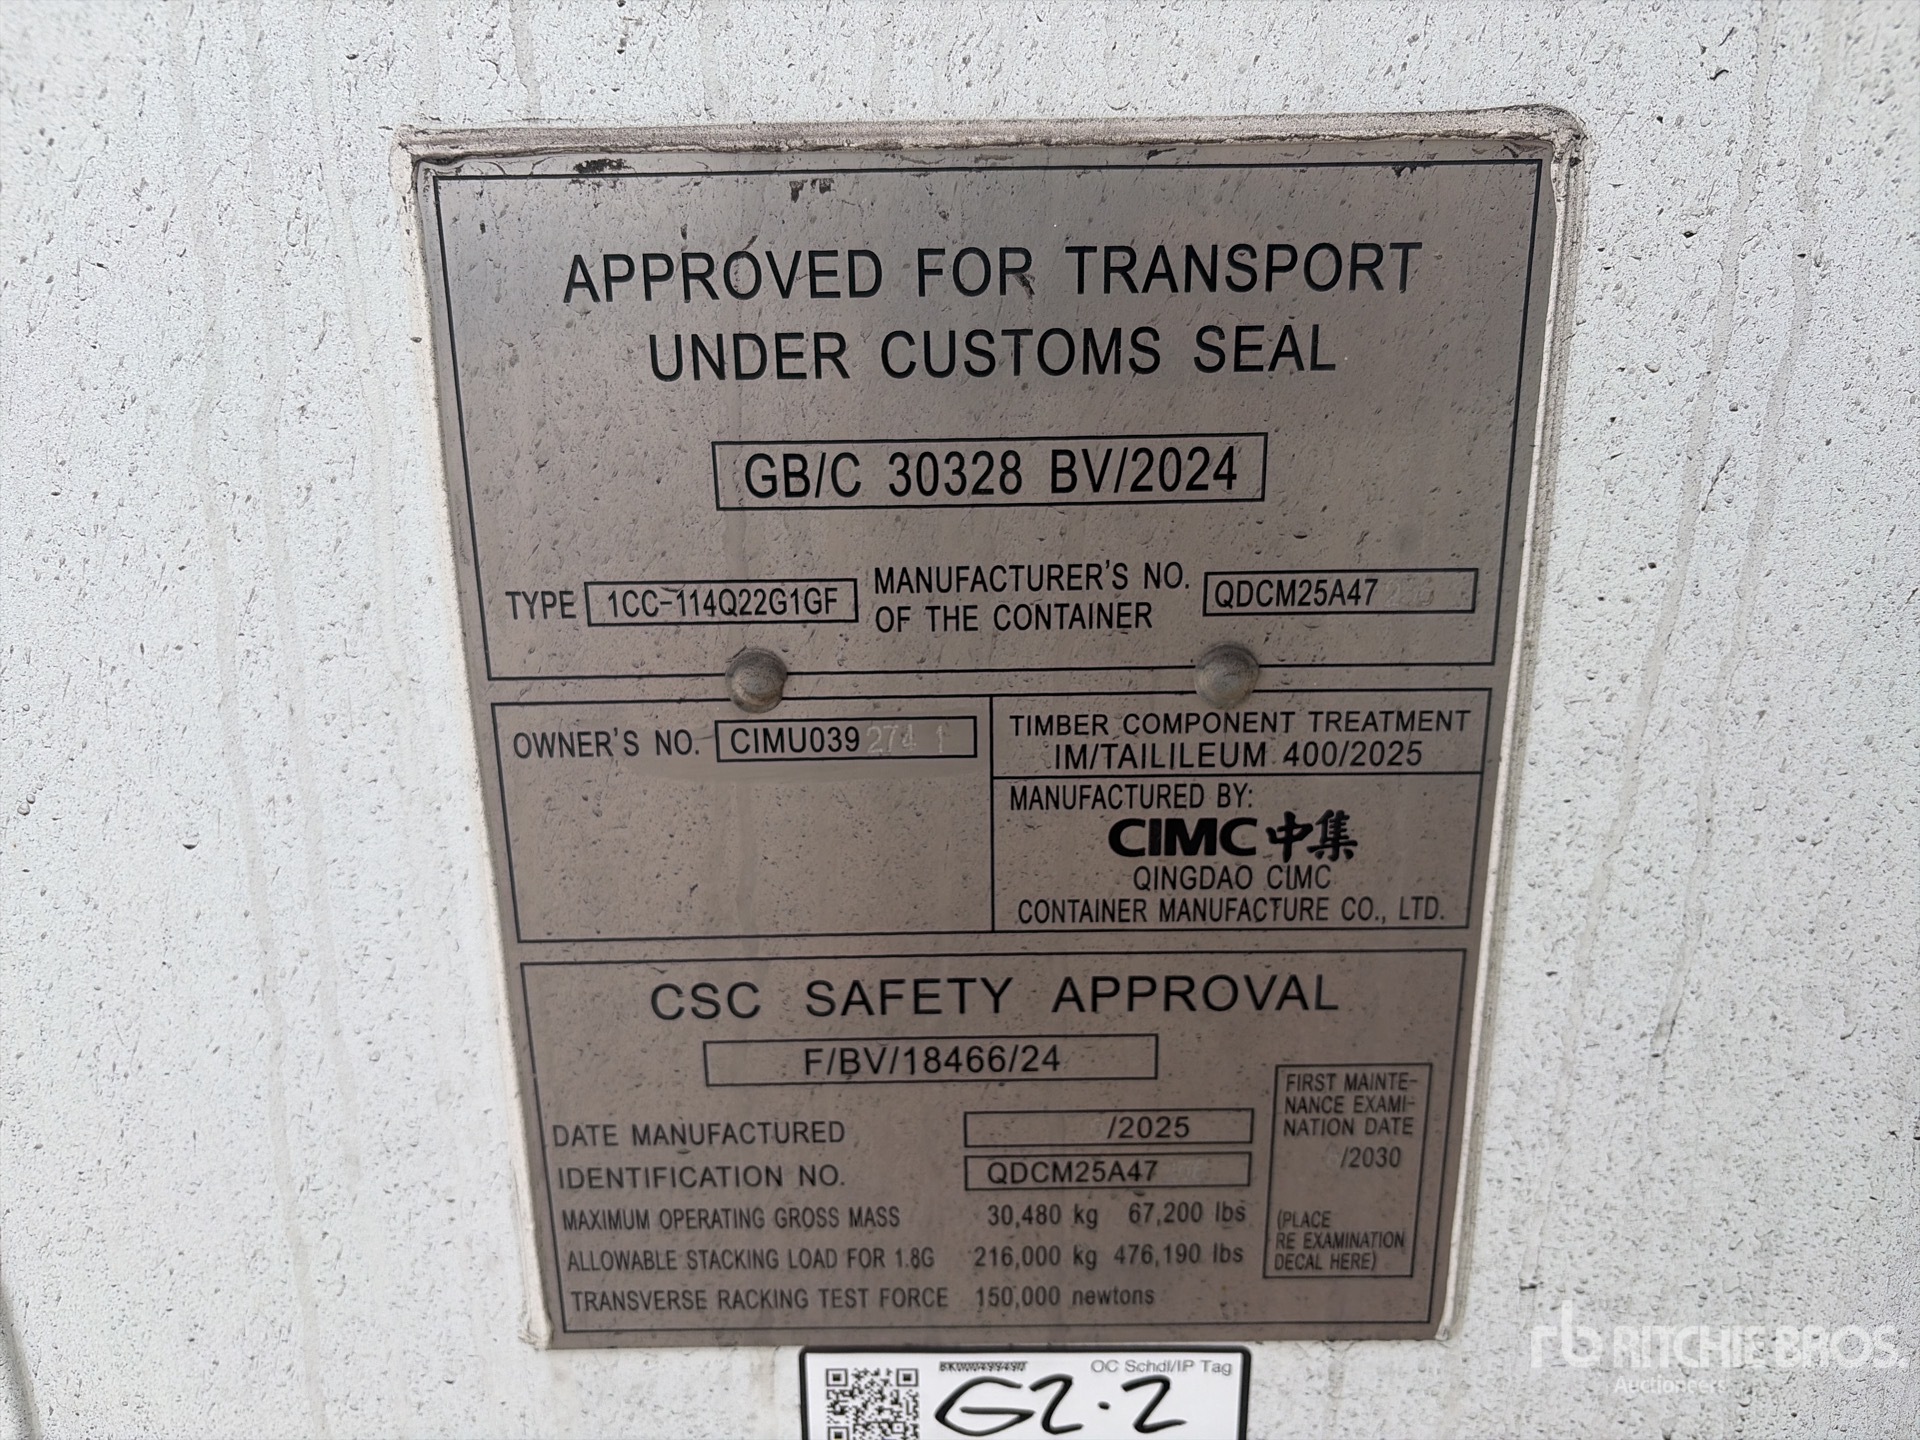 APPROVED FOR TRANSPORT
UNDER CUSTOMS SEAL
GB/C 30328 BV/2024
TYPE 1CC-114Q22G1GF MANUFACTURER'S NO. OF THE CONTAINER QDCM25A47
OWNER'S NO. CIMU039 274 1
TIMBER COMPONENT TREATMENT
IM/TAILILEUM 400/2025
MANUFACTURED BY:
CIMC 中集
QINGDAO CIMC
CONTAINER MANUFACTURE CO., LTD.
CSC SAFETY APPROVAL
F/BV/18466/24
DATE MANUFACTURED /2025
IDENTIFICATION NO. QDCM25A47
MAXIMUM OPERATING GROSS MASS 30,480 kg 67,200 lbs
ALLOWABLE STACKING LOAD FOR 1.8G 216,000 kg 476,190 lbs
TRANSVERSE RACKING TEST FORCE 150,000 newtons
FIRST MAINTE-
NANCE EXAMI-
NATION DATE
/2030
(PLACE
RE EXAMINATION
DECAL HERE)
OC Schdl/IP Tag
G2.2
rb RITCHIE BROS.
Auctioneers